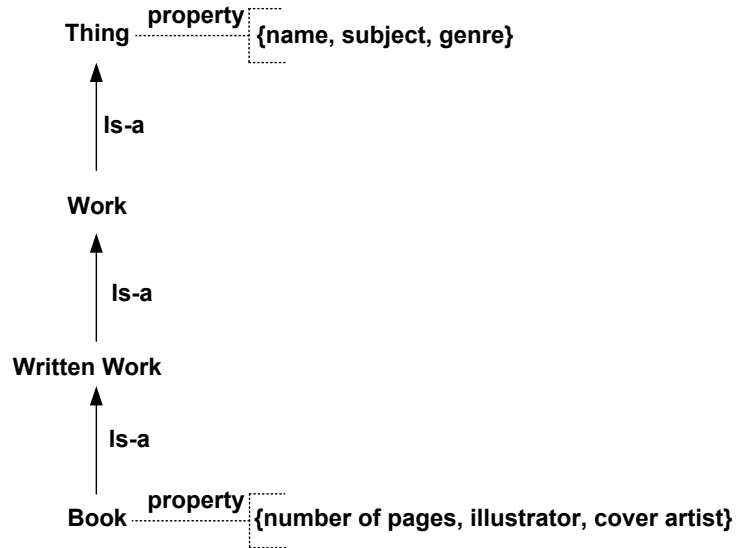 property
Thing {name, subject, genre}
Is-a
Work
Is-a
Written Work
Is-a
property
Book {number of pages, illustrator, cover artist}